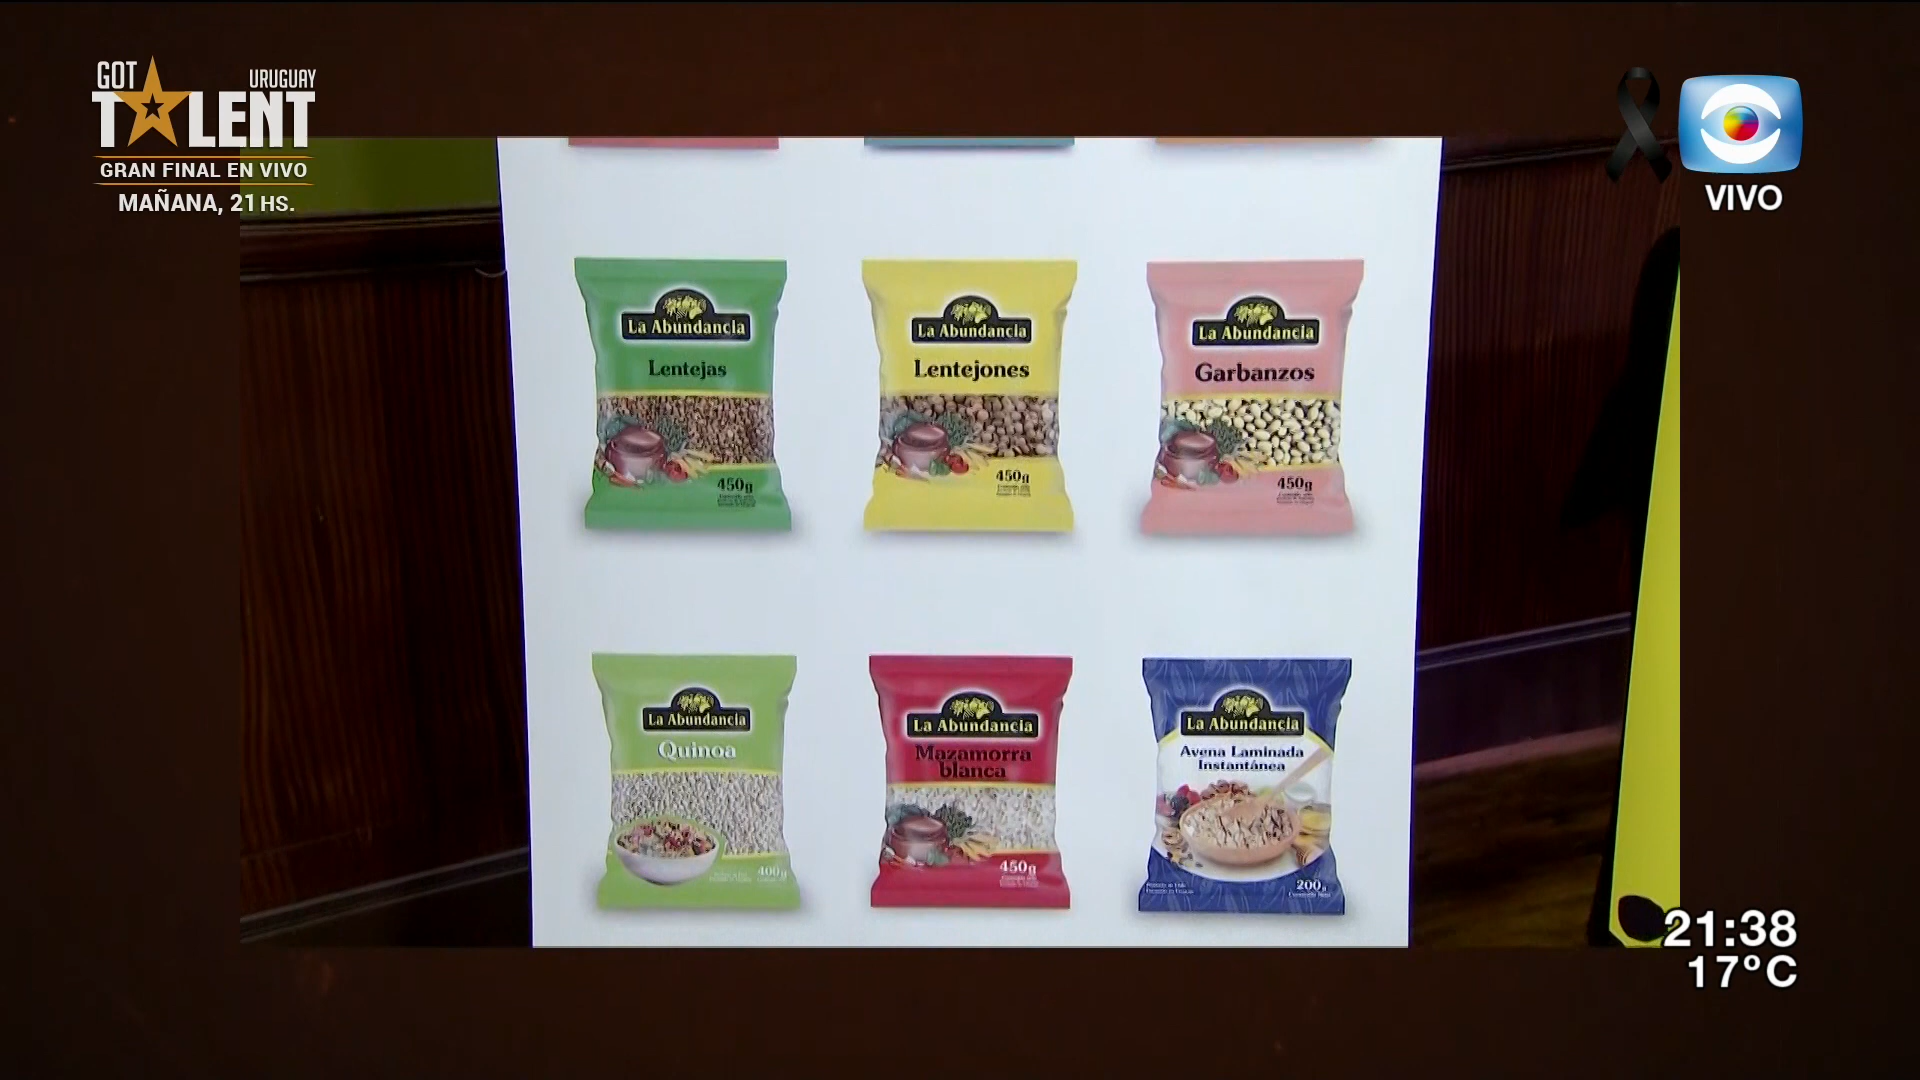 GOT
URUGUAY
TALENT
GRAN FINAL EN VIVO
MAÑANA, 21 HS.
VIVO
La Abundancia
Lentejas
450g
La Abundancia
Lentejones
450g
La Abundancia
Garbanzos
450g
La Abundancia
Quinoa
400g
La Abundancia
Mazamorra
blanca
450g
La Abundancia
Avena Laminada
Instantánea
200g
21:38
17°C